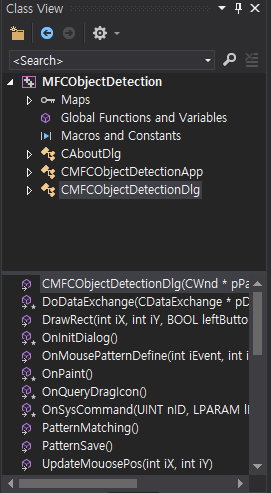 Class View
<Search>
MFCObjectDetection
Maps
Global Functions and Variables
Macros and Constants
CAboutDlg
CMFCObjectDetectionApp
CMFCObjectDetectionDlg
CMFCObjectDetectionDlg(CWnd * pPa
DoDataExchange(CDataExchange * pD
DrawRect(int iX, int iY, BOOL leftButto
OnInitDialog()
OnMousePatternDefine(int iEvent, int i
OnPaint()
OnQueryDragIcon()
OnSysCommand(UINT nID, LPARAM lI
PatternMatching()
PatternSave()
UpdateMouosePos(int iX, int iY)